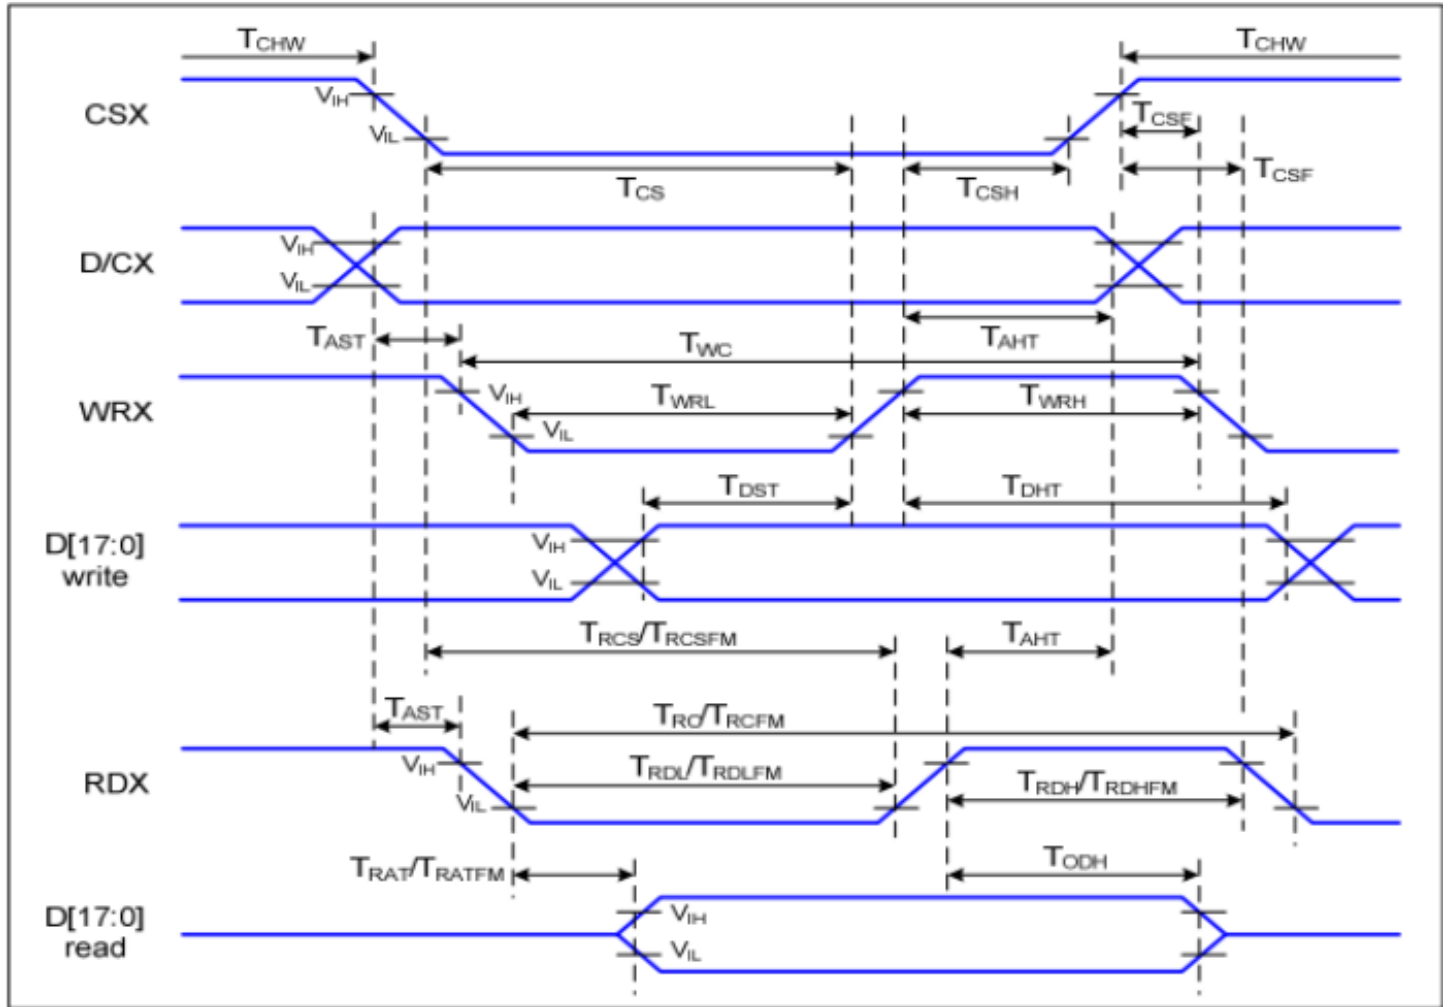 TCHW TCHW
VIH
CSX
VIL
TCSF
TCSF
TCS TCSH
VIH
D/CX
VIL
TAST TWC TAHT
VIH
WRX TWRL TWRH
VIL
TDST TDHT
D[17:0] VIH
write VIL
TRCS/TRCSFM TAHT
TAST TRC/TRCFM
VIH
RDX TRDL/TRDLFM TRDH/TRDHFM
VIL
TRAT/TRATFM TODH
D[17:0] VIH
read VIL